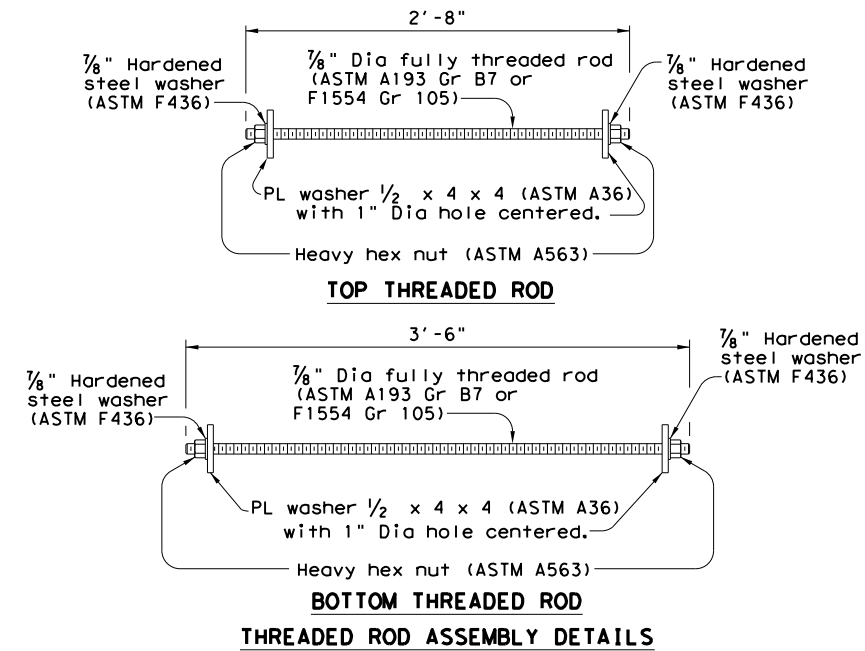 2'-8"
⅞" Hardened
steel washer
(ASTM F436)
⅞" Dia fully threaded rod
(ASTM A193 Gr B7 or
F1554 Gr 105)
⅞" Hardened
steel washer
(ASTM F436)
PL washer ½ x 4 x 4 (ASTM A36)
with 1" Dia hole centered.
Heavy hex nut (ASTM A563)
TOP THREADED ROD
3'-6"
⅞" Hardened
steel washer
(ASTM F436)
⅞" Dia fully threaded rod
(ASTM A193 Gr B7 or
F1554 Gr 105)
⅞" Hardened
steel washer
(ASTM F436)
PL washer ½ x 4 x 4 (ASTM A36)
with 1" Dia hole centered.
Heavy hex nut (ASTM A563)
BOTTOM THREADED ROD
THREADED ROD ASSEMBLY DETAILS